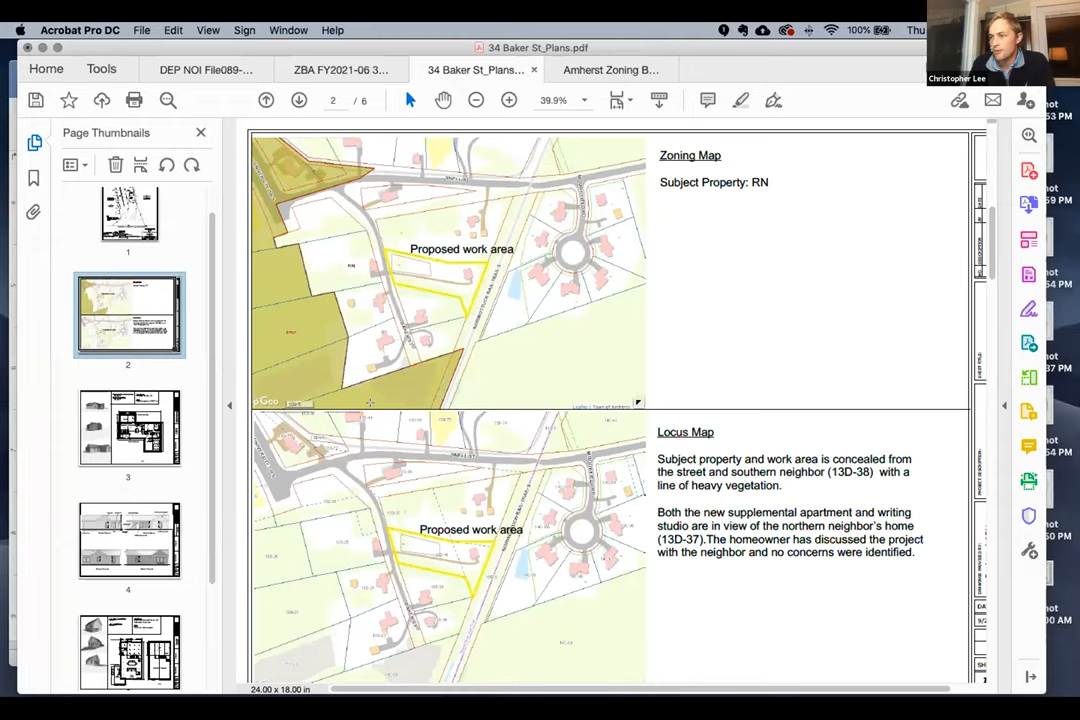 Acrobat Pro DC File Edit View Sign Window Help 100% Thu
34 Baker St_Plans.pdf
Home Tools DEP NOI File089-... ZBA FY2021-06 3... 34 Baker St_Plans... × Amherst Zoning B...
Christopher Lee
2 / 6 39.9%
Page Thumbnails
1
2
3
4
Proposed work area
Zoning Map
Subject Property: RN
Proposed work area
Locus Map
Subject property and work area is concealed from
the street and southern neighbor (13D-38) with a
line of heavy vegetation.
Both the new supplemental apartment and writing
studio are in view of the northern neighbor's home
(13D-37).The homeowner has discussed the project
with the neighbor and no concerns were identified.
24.00 x 18.00 in